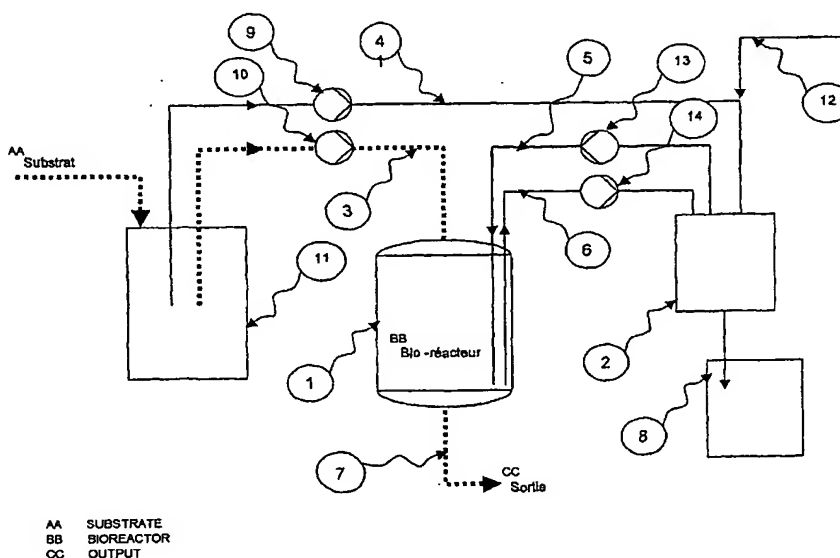 9
4
5
13
10
12
14
AA
Substrat
3
6
11
BB
Bio-réacteur
1
2
8
7
CC
Sortie
AA SUBSTRATE
BB BIOREACTOR
CC OUTPUT